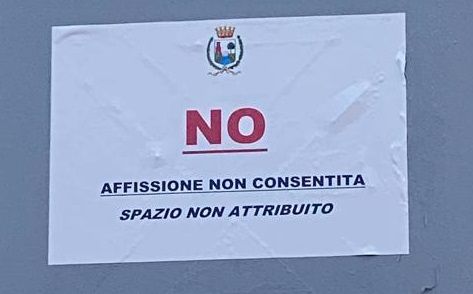 NO
AFFISSIONE NON CONSENTITA
SPAZIO NON ATTRIBUITO